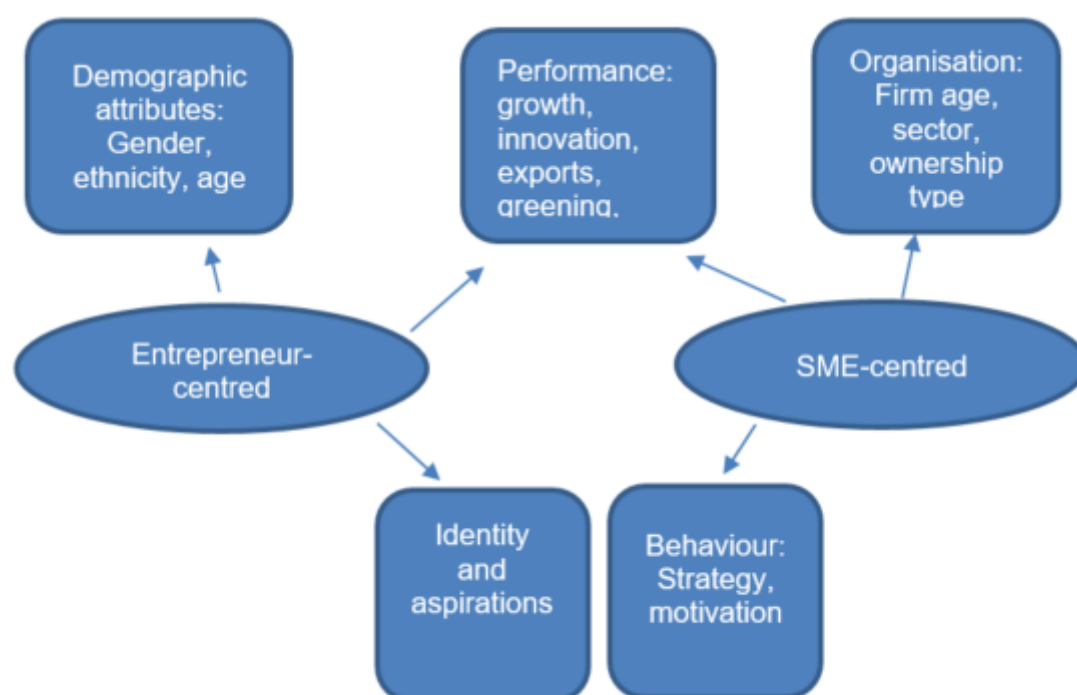 Demographic
attributes:
Gender,
ethnicity, age
Performance:
growth,
innovation,
exports,
greening,
Organisation:
Firm age,
sector,
ownership
type
Entrepreneur-
centred
SME-centred
Identity
and
aspirations
Behaviour:
Strategy,
motivation